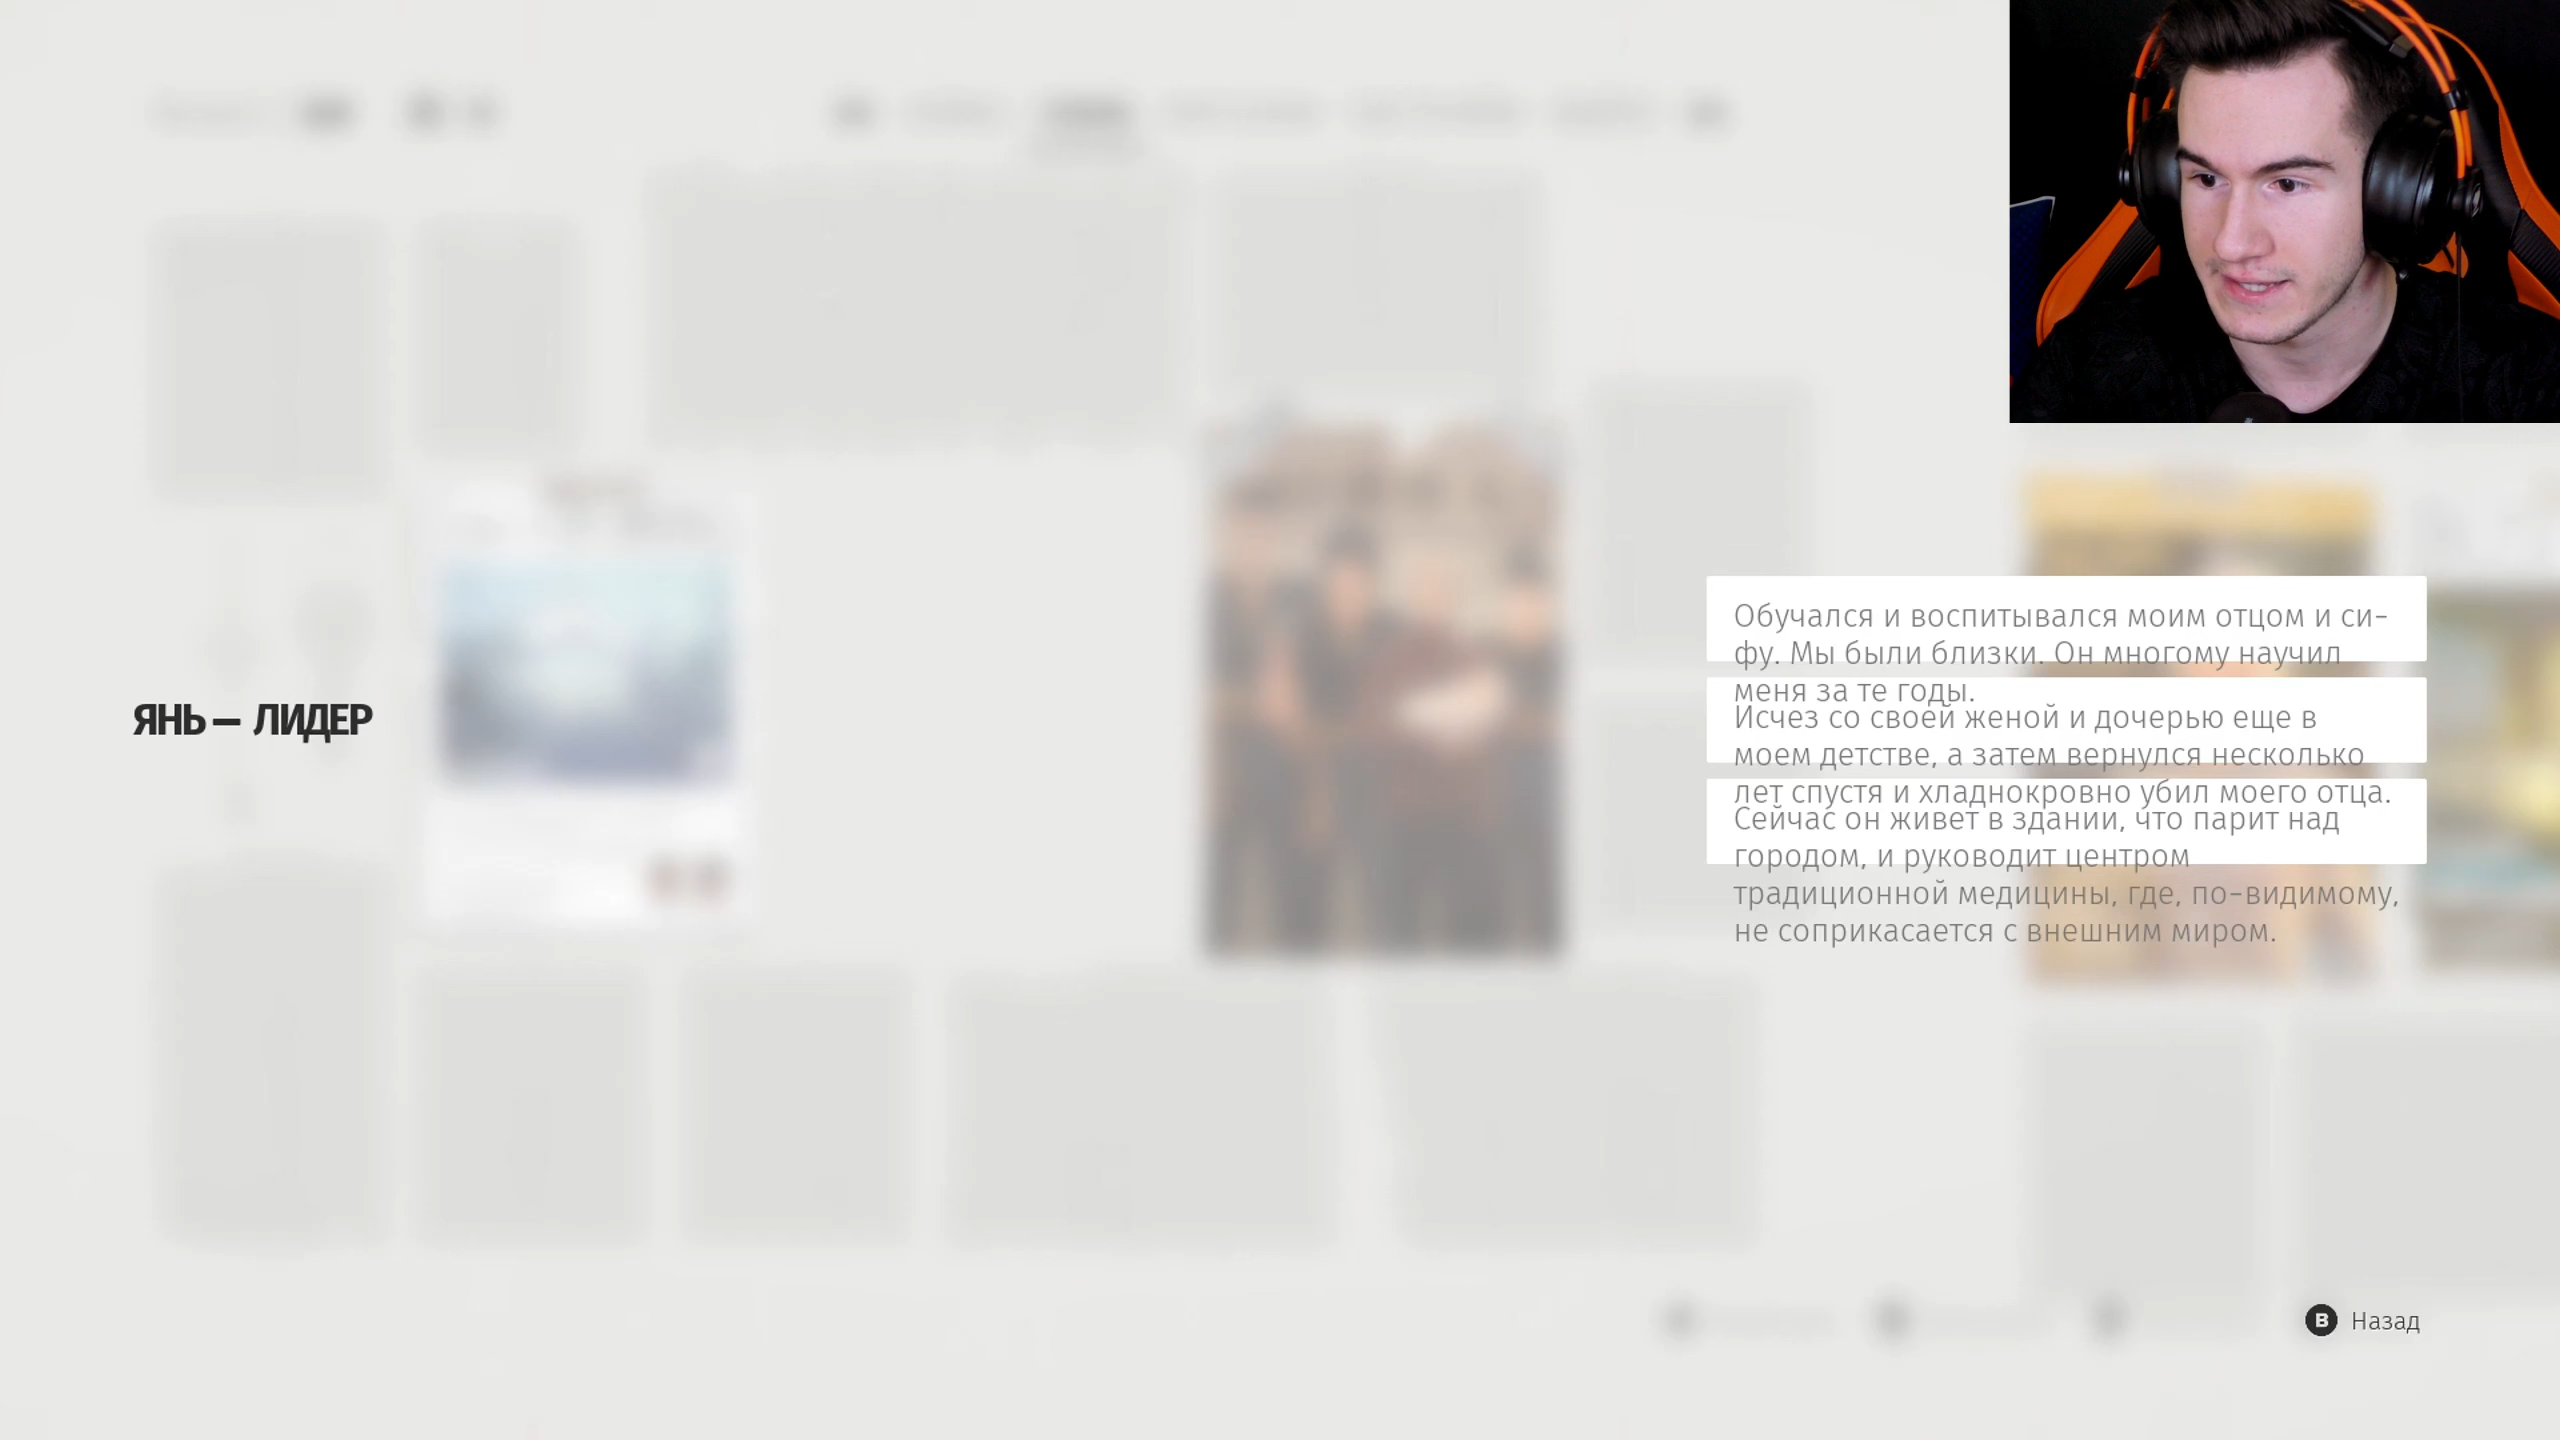 ЯНЬ — ЛИДЕР
Обучался и воспитывался моим отцом и си-
фу. Мы были близки. Он многому научил
меня за те годы.
Исчез со своей женой и дочерью еще в
моем детстве, а затем вернулся несколько
лет спустя и хладнокровно убил моего отца.
Сейчас он живет в здании, что парит над
городом, и руководит центром
традиционной медицины, где, по-видимому,
не соприкасается с внешним миром.
B Назад